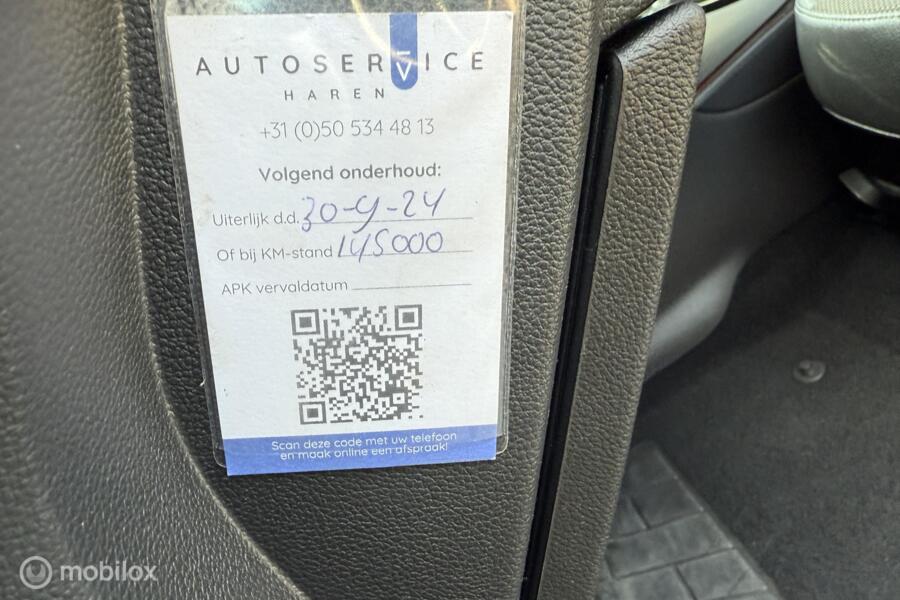 AUTOSERVICE
HAREN
+31 (0)50 534 48 13
Volgend onderhoud:
Uiterlijk d.d. 30-4-24
Of bij KM-stand 145000
APK vervaldatum
Scan deze code met uw telefoon
en maak online een afspraak!
mobilox